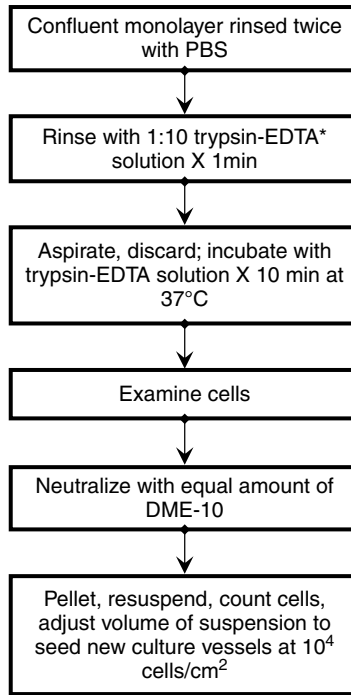 Confluent monolayer rinsed twice
with PBS
Rinse with 1:10 trypsin-EDTA*
solution X 1min
Aspirate, discard; incubate with
trypsin-EDTA solution X 10 min at
37°C
Examine cells
Neutralize with equal amount of
DME-10
Pellet, resuspend, count cells,
adjust volume of suspension to
seed new culture vessels at 10⁴
cells/cm²